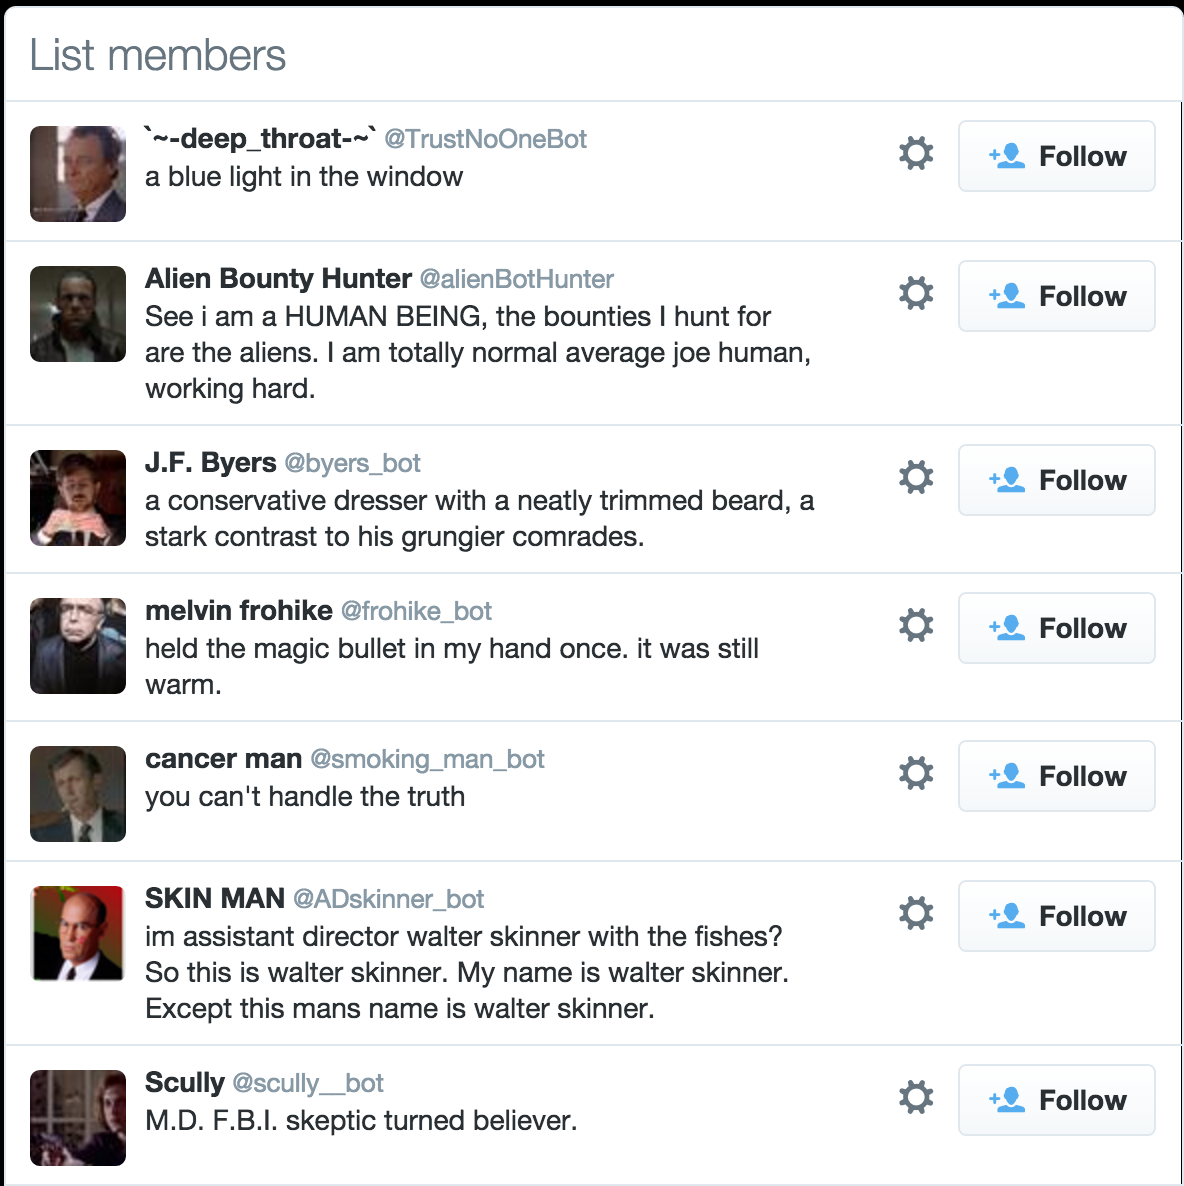 List members
`~-deep_throat-~` @TrustNoOneBot
Follow
a blue light in the window
Alien Bounty Hunter @alienBotHunter
Follow
See i am a HUMAN BEING, the bounties I hunt for
are the aliens. I am totally normal average joe human,
working hard.
J.F. Byers @byers_bot
Follow
a conservative dresser with a neatly trimmed beard, a
stark contrast to his grungier comrades.
melvin frohike @frohike_bot
Follow
held the magic bullet in my hand once. it was still
warm.
cancer man @smoking_man_bot
Follow
you can't handle the truth
SKIN MAN @ADskinner_bot
Follow
im assistant director walter skinner with the fishes?
So this is walter skinner. My name is walter skinner.
Except this mans name is walter skinner.
Scully @scully__bot
Follow
M.D. F.B.I. skeptic turned believer.